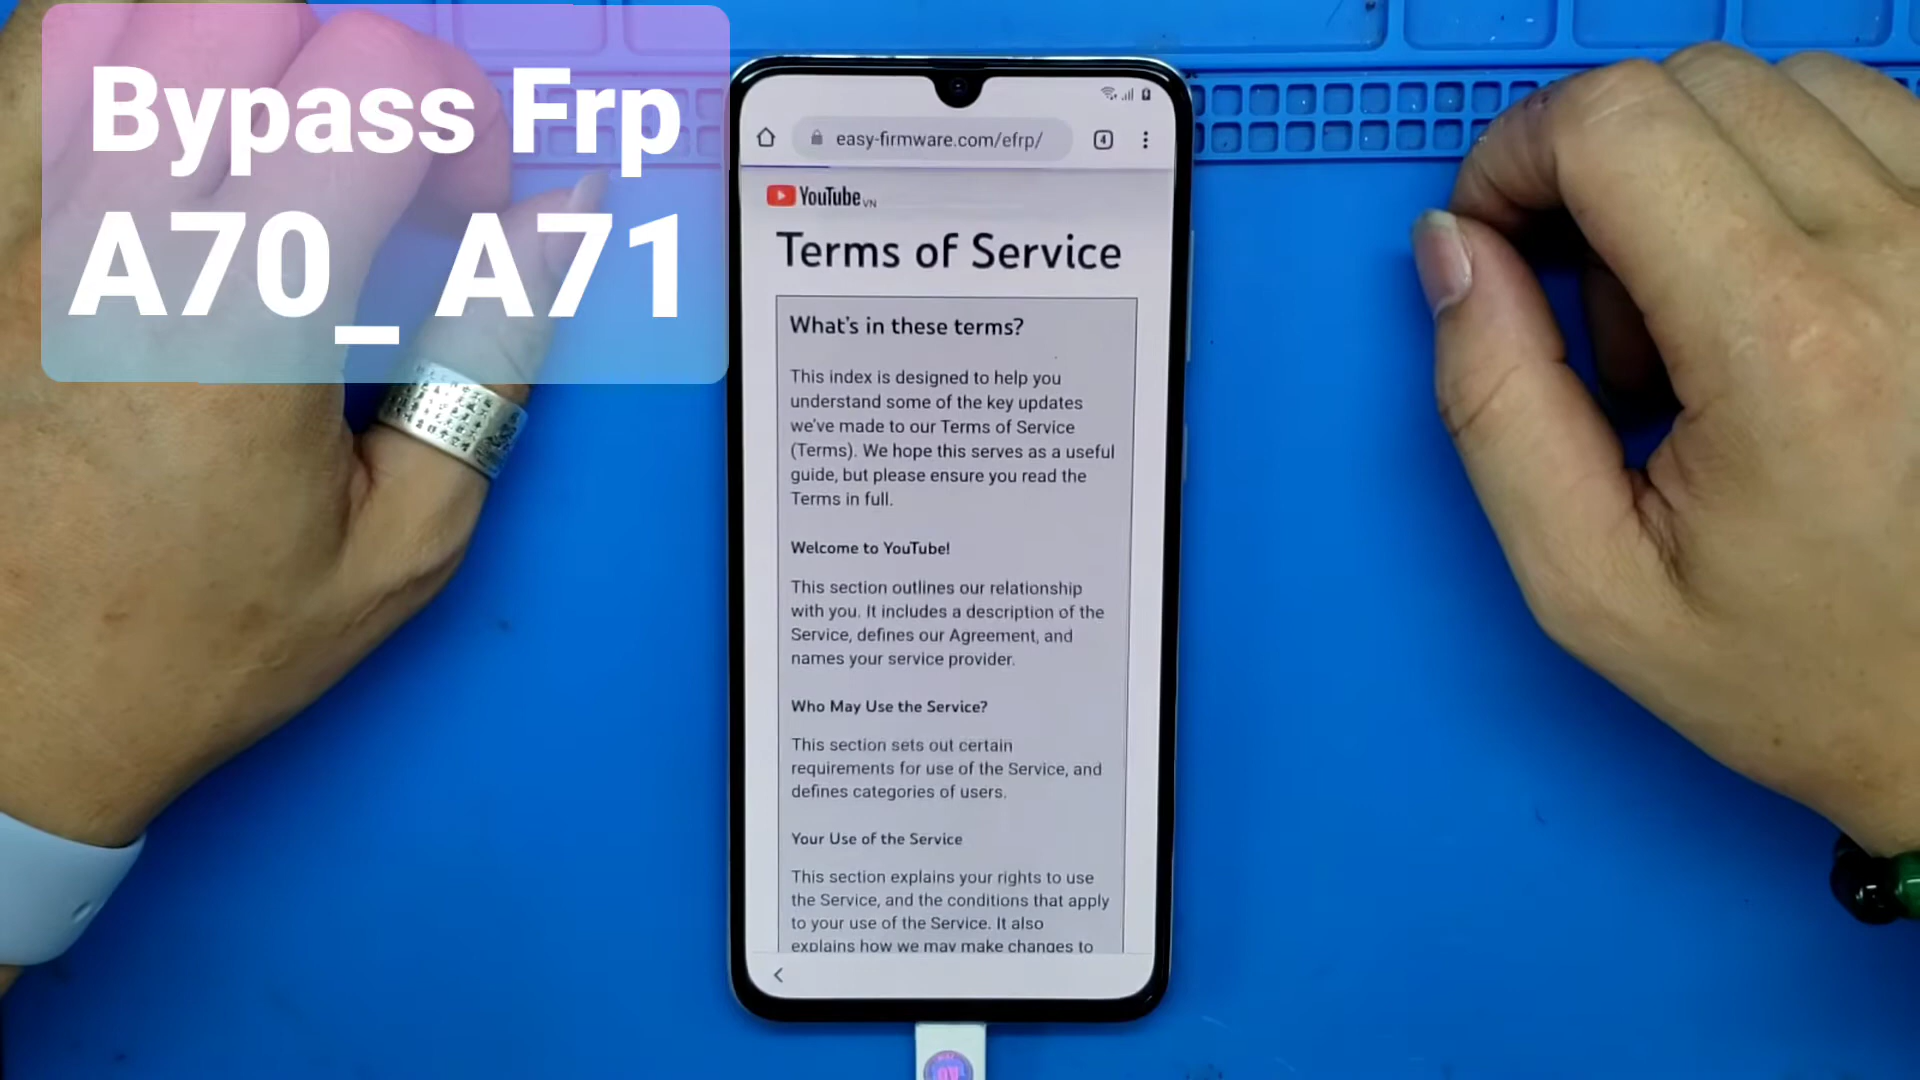 Bypass Frp
A70_ A71
easy-firmware.com/efrp/
4
YouTube VN
Terms of Service
What's in these terms?
This index is designed to help you
understand some of the key updates
we've made to our Terms of Service
(Terms). We hope this serves as a useful
guide, but please ensure you read the
Terms in full.
Welcome to YouTube!
This section outlines our relationship
with you. It includes a description of the
Service, defines our Agreement, and
names your service provider.
Who May Use the Service?
This section sets out certain
requirements for use of the Service, and
defines categories of users.
Your Use of the Service
This section explains your rights to use
the Service, and the conditions that apply
to your use of the Service. It also
explains how we may make changes to